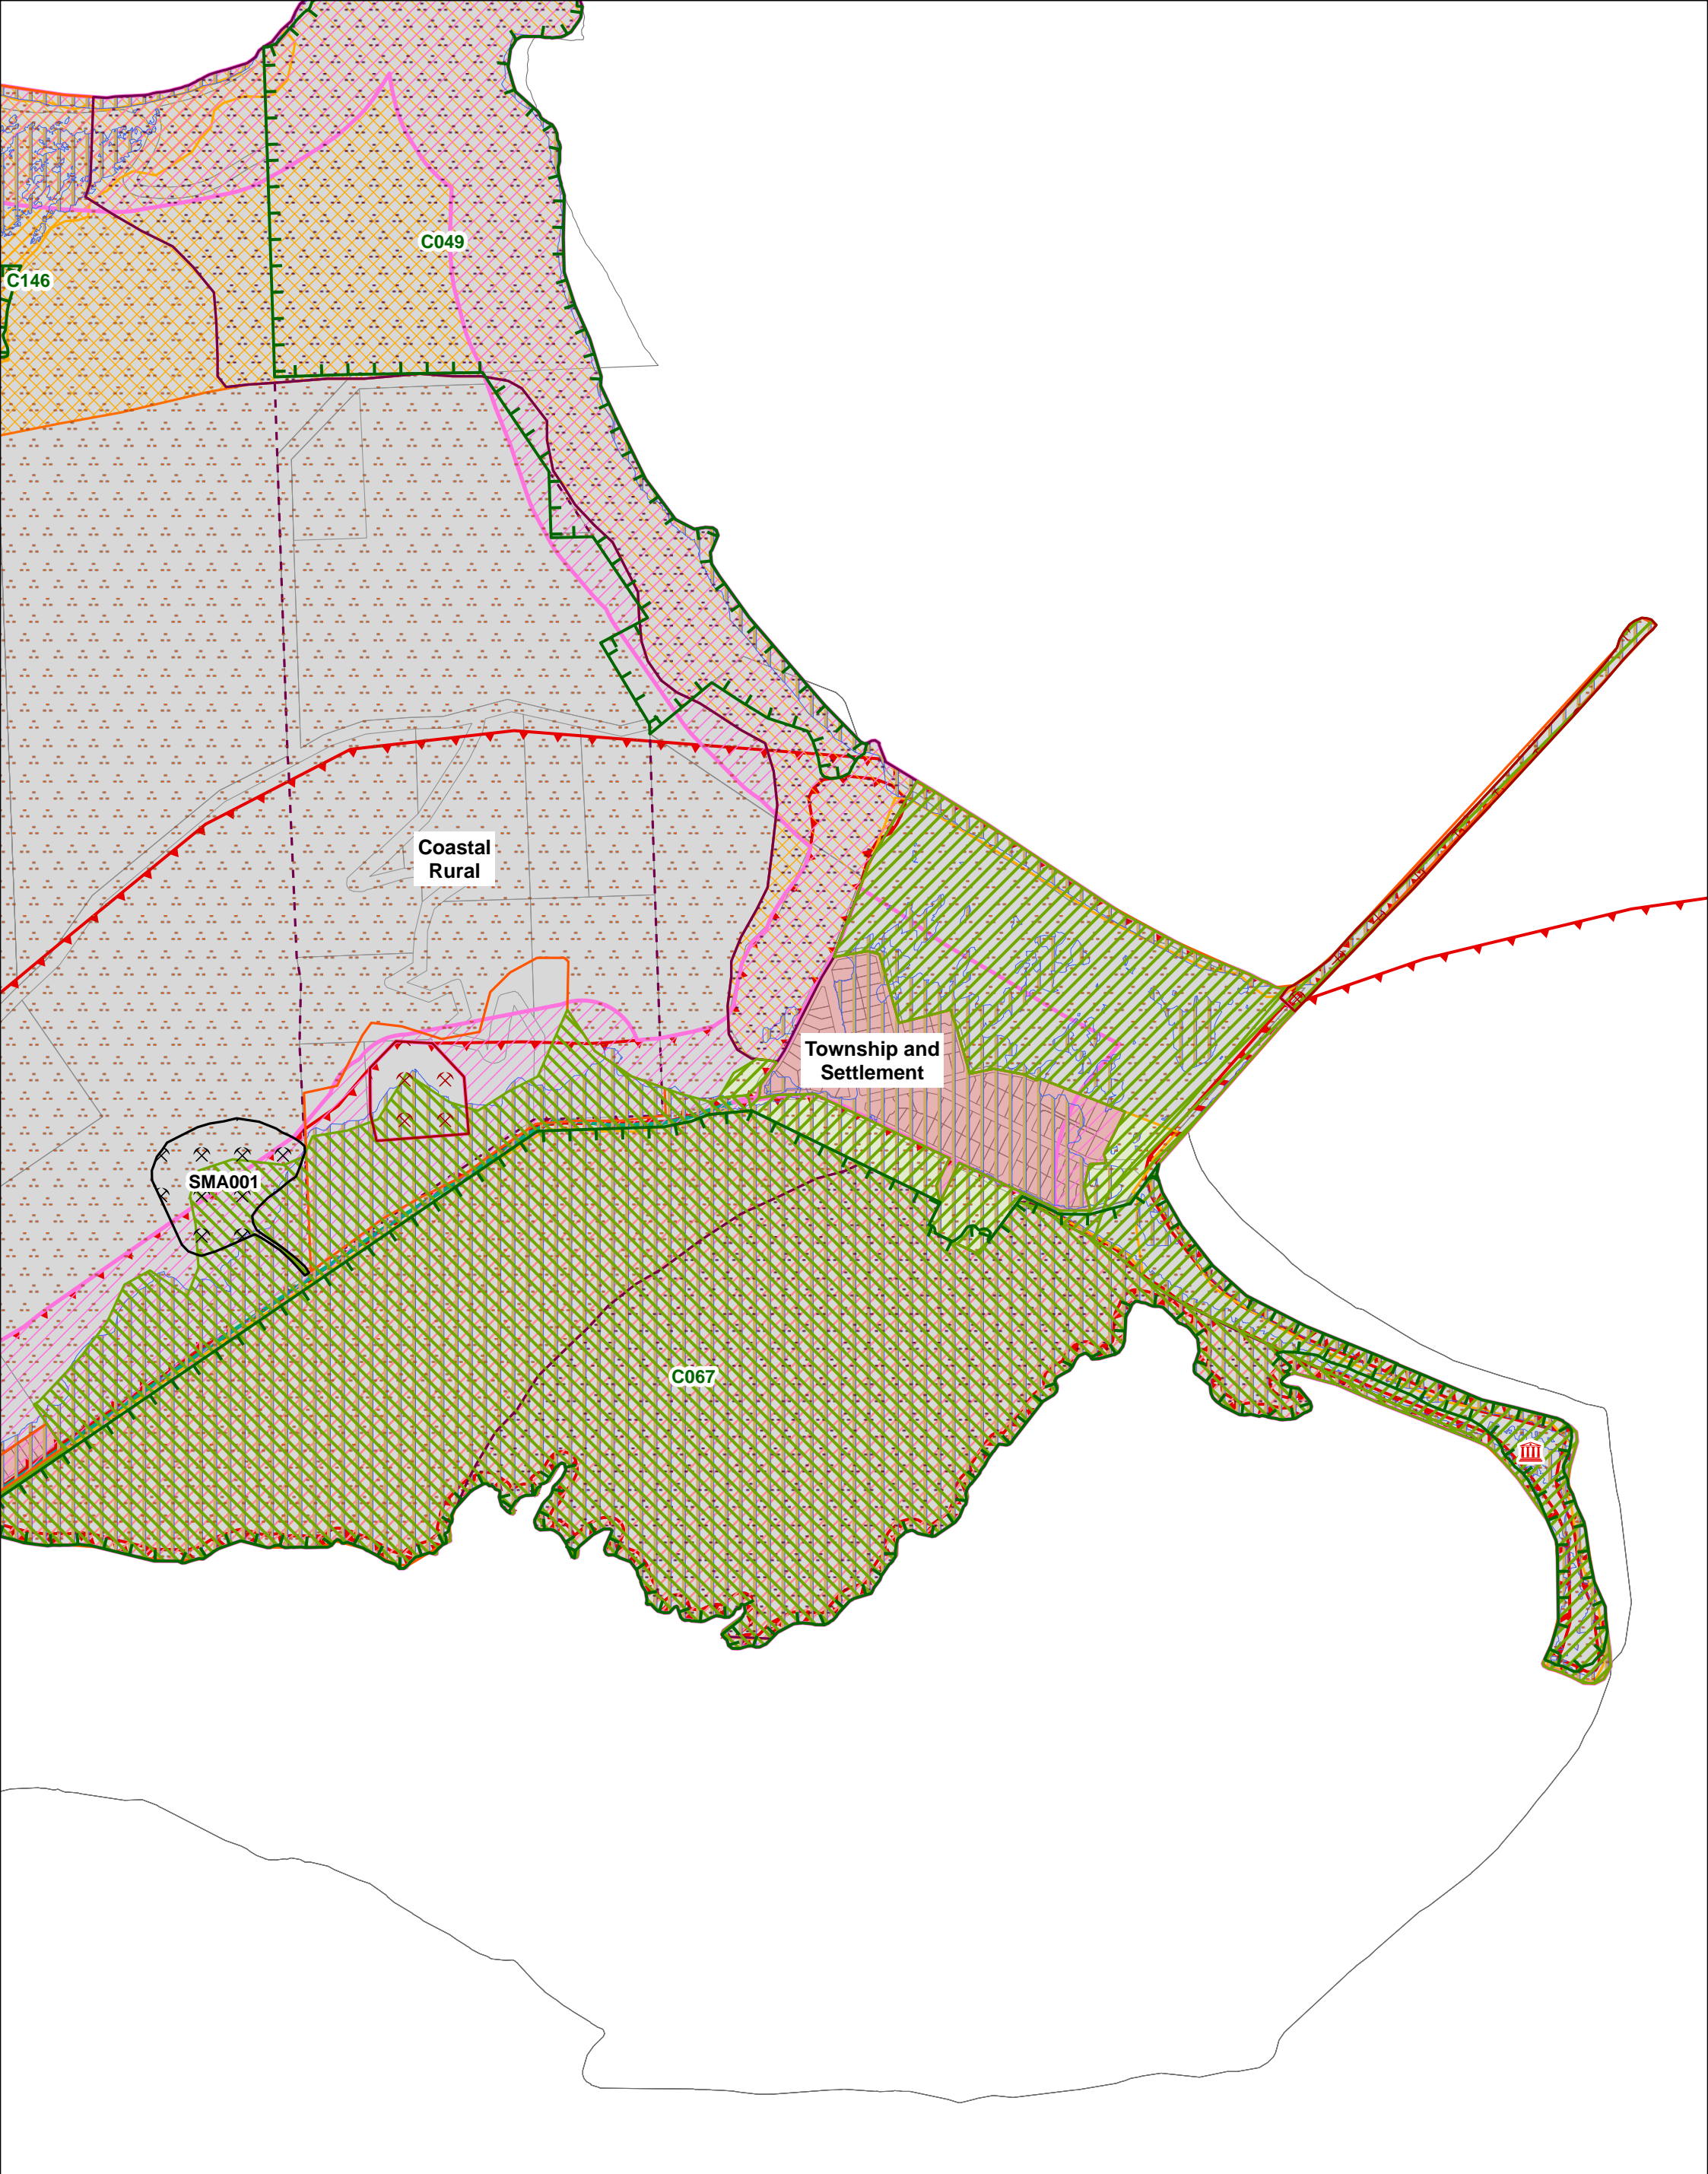 C049
C146
Coastal
Rural
Township and
Settlement
SMA001
C067